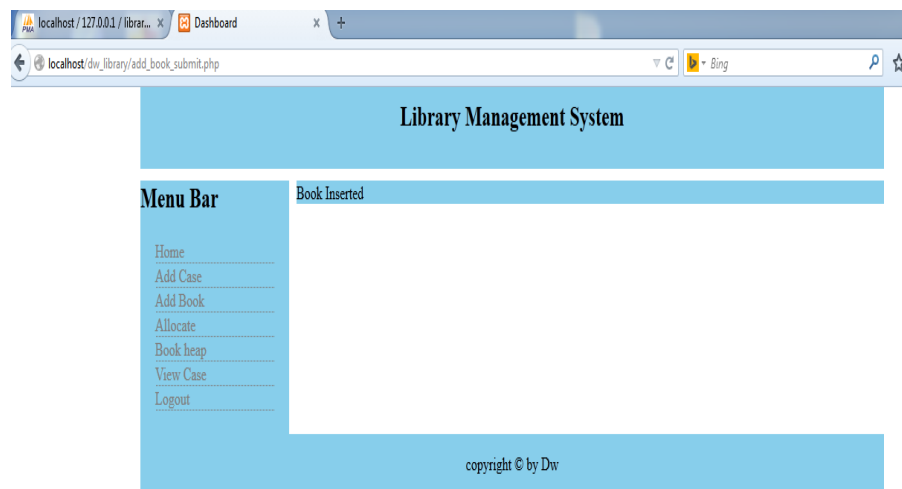 PMA localhost / 127.0.0.1 / librar... x Dashboard x +
localhost/dw_library/add_book_submit.php Bing
Library Management System
Menu Bar
Home
Add Case
Add Book
Allocate
Book heap
View Case
Logout
Book Inserted
copyright © by Dw